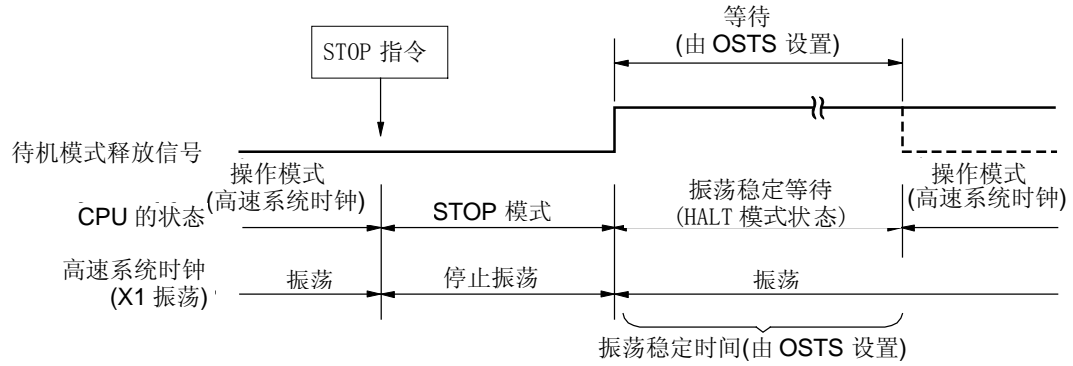 等待
(由 OSTS 设置)
STOP 指令
待机模式释放信号
操作模式
(高速系统时钟)
CPU 的状态
STOP 模式
振荡稳定等待
(HALT 模式状态)
操作模式
(高速系统时钟)
高速系统时钟
(X1 振荡)
振荡
停止振荡
振荡
振荡稳定时间(由 OSTS 设置)